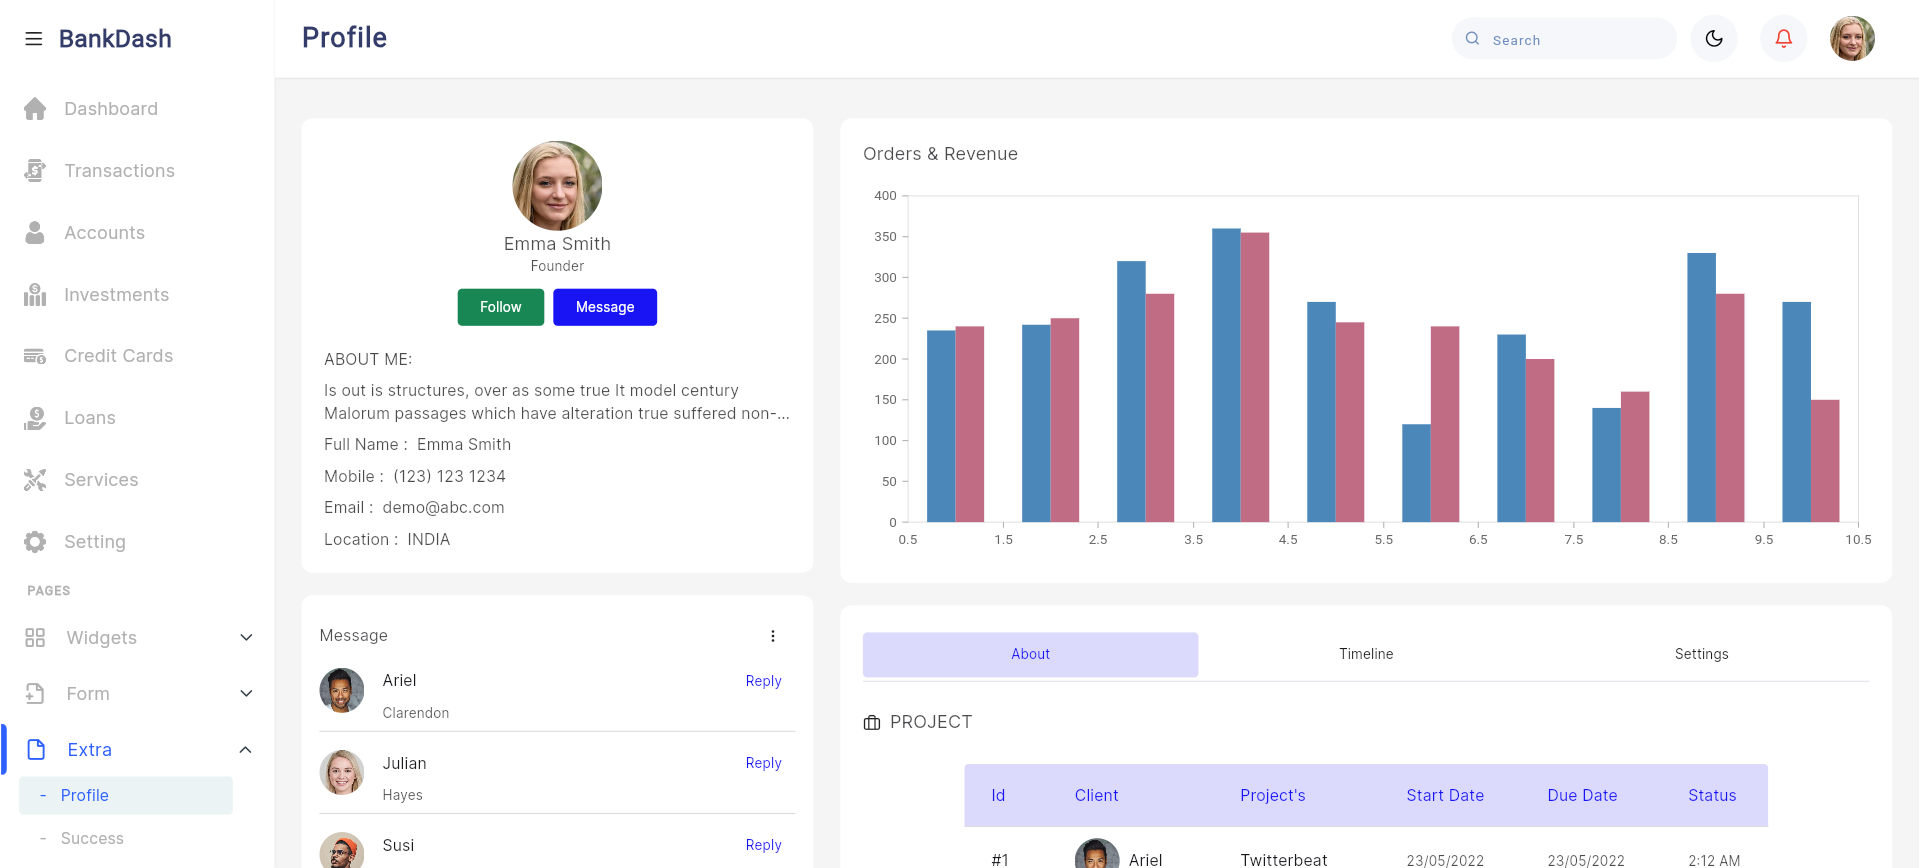 BankDash
Profile
Search
Dashboard
Transactions
Accounts
Investments
Credit Cards
Loans
Services
Setting
PAGES
Widgets
Form
Extra
- Profile
- Success
Emma Smith
Founder
Follow Message
ABOUT ME:
Is out is structures, over as some true It model century
Malorum passages which have alteration true suffered non-...
Full Name : Emma Smith
Mobile : (123) 123 1234
Email : demo@abc.com
Location : INDIA
Message
Ariel Reply
Clarendon
Julian Reply
Hayes
Susi Reply
Orders & Revenue
400
350
300
250
200
150
100
50
0
0.5 1.5 2.5 3.5 4.5 5.5 6.5 7.5 8.5 9.5 10.5
About Timeline Settings
PROJECT
Id Client Project's Start Date Due Date Status
#1 Ariel Twitterbeat 23/05/2022 23/05/2022 2:12 AM